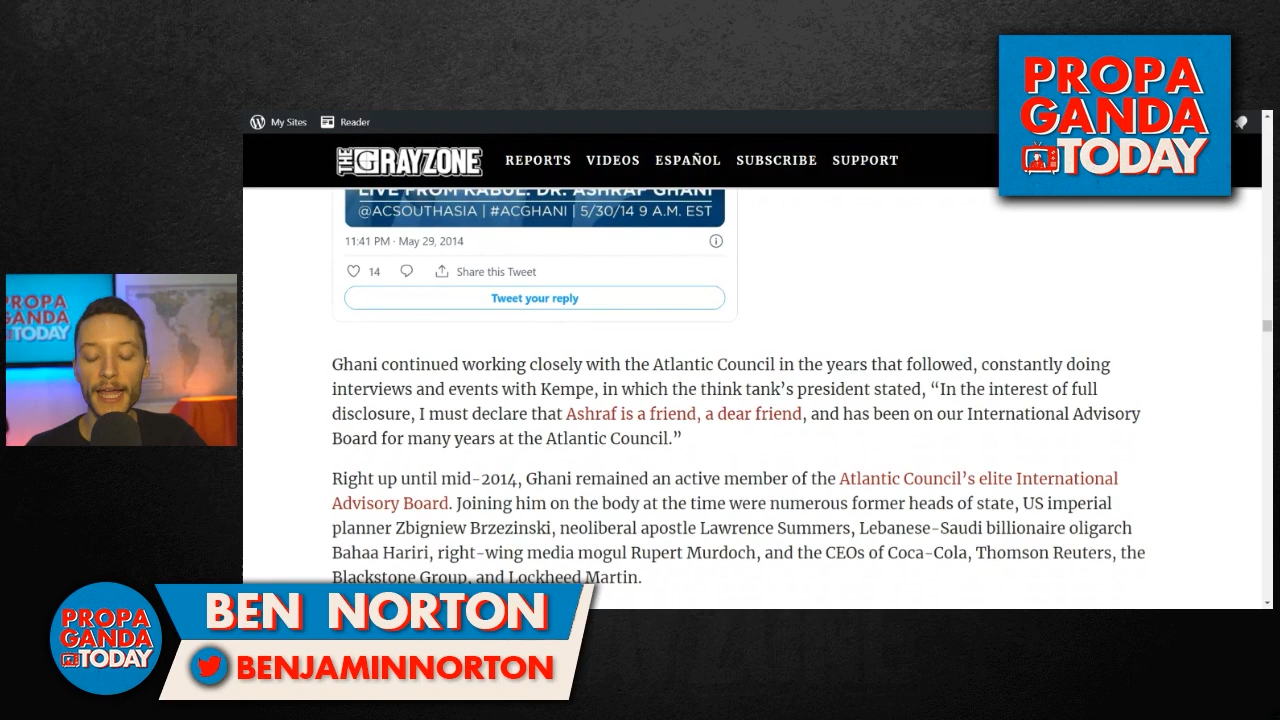 PROPA
GANDA
TODAY
My Sites
Reader
THE GRAYZONE
REPORTS
VIDEOS
ESPAÑOL
SUBSCRIBE
SUPPORT
LIVE FROM KABUL: DR. ASHRAF GHANI
@ACSOUTHASIA | #ACGHANI | 5/30/14 9 A.M. EST
11:41 PM · May 29, 2014
14
Share this Tweet
Tweet your reply
Ghani continued working closely with the Atlantic Council in the years that followed, constantly doing
interviews and events with Kempe, in which the think tank’s president stated, “In the interest of full
disclosure, I must declare that Ashraf is a friend, a dear friend, and has been on our International Advisory
Board for many years at the Atlantic Council.”
Right up until mid-2014, Ghani remained an active member of the Atlantic Council’s elite International
Advisory Board. Joining him on the body at the time were numerous former heads of state, US imperial
planner Zbigniew Brzezinski, neoliberal apostle Lawrence Summers, Lebanese-Saudi billionaire oligarch
Bahaa Hariri, right-wing media mogul Rupert Murdoch, and the CEOs of Coca-Cola, Thomson Reuters, the
Blackstone Group, and Lockheed Martin.
PROPA
GANDA
TODAY
PROPA
GANDA
TODAY
BEN NORTON
BENJAMINNORTON